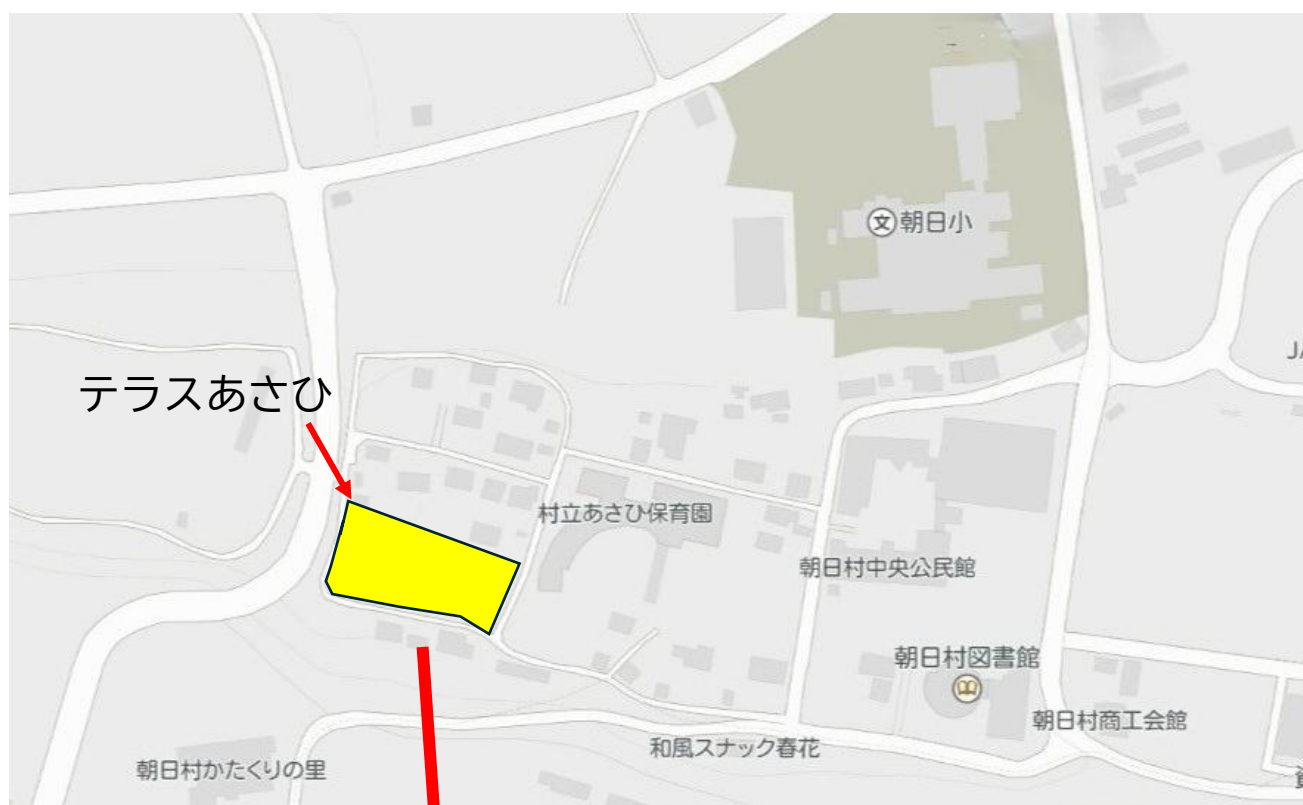 朝日小
テラスあさひ
村立あさひ保育園
朝日村中央公民館
朝日村図書館
朝日村商工会館
和風スナック春花
朝日村かたくりの里